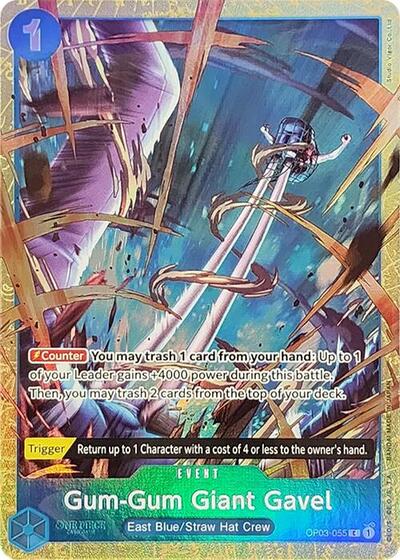 1
Counter You may trash 1 card from your hand: Up to 1
of your Leader gains +4000 power during this battle.
Then, you may trash 2 cards from the top of your deck.
Trigger Return up to 1 Character with a cost of 4 or less to the owner's hand.
EVENT
Gum-Gum Giant Gavel
ONE PIECE
CARD GAME
East Blue/Straw Hat Crew
OP03-055 C 1